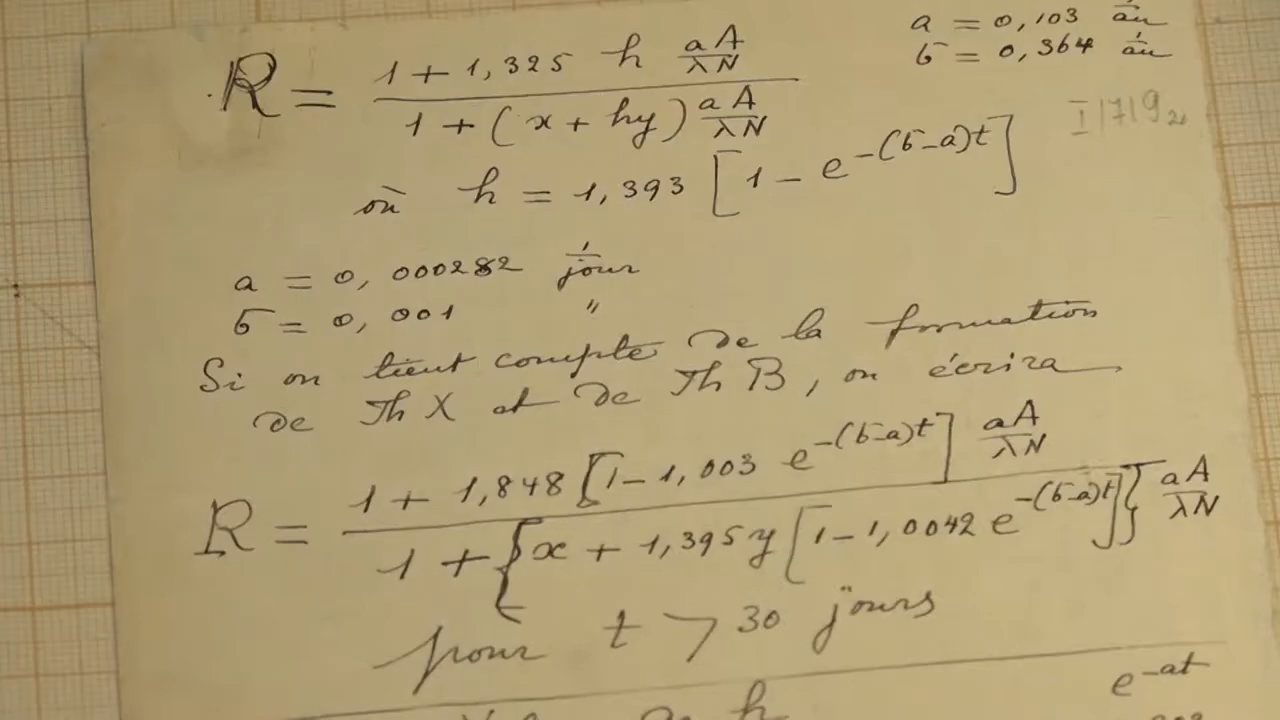 a = 0,103 1/an
b = 0,364 1/an
R = (1 + 1,325 h aA/λN) / (1 + (x + hy) aA/λN)
où h = 1,393 [1 - e^-(b-a)t]
a = 0,000282 1/jour
b = 0,001 "
Si on tient compte de la formation
de Th X et de Th B, on écrira
R = (1 + 1,848 [1 - 1,003 e^-(b-a)t] aA/λN) / (1 + {x + 1,395 y [1 - 1,0042 e^-(b-a)t]} aA/λN)
pour t > 30 jours
h
e^-at